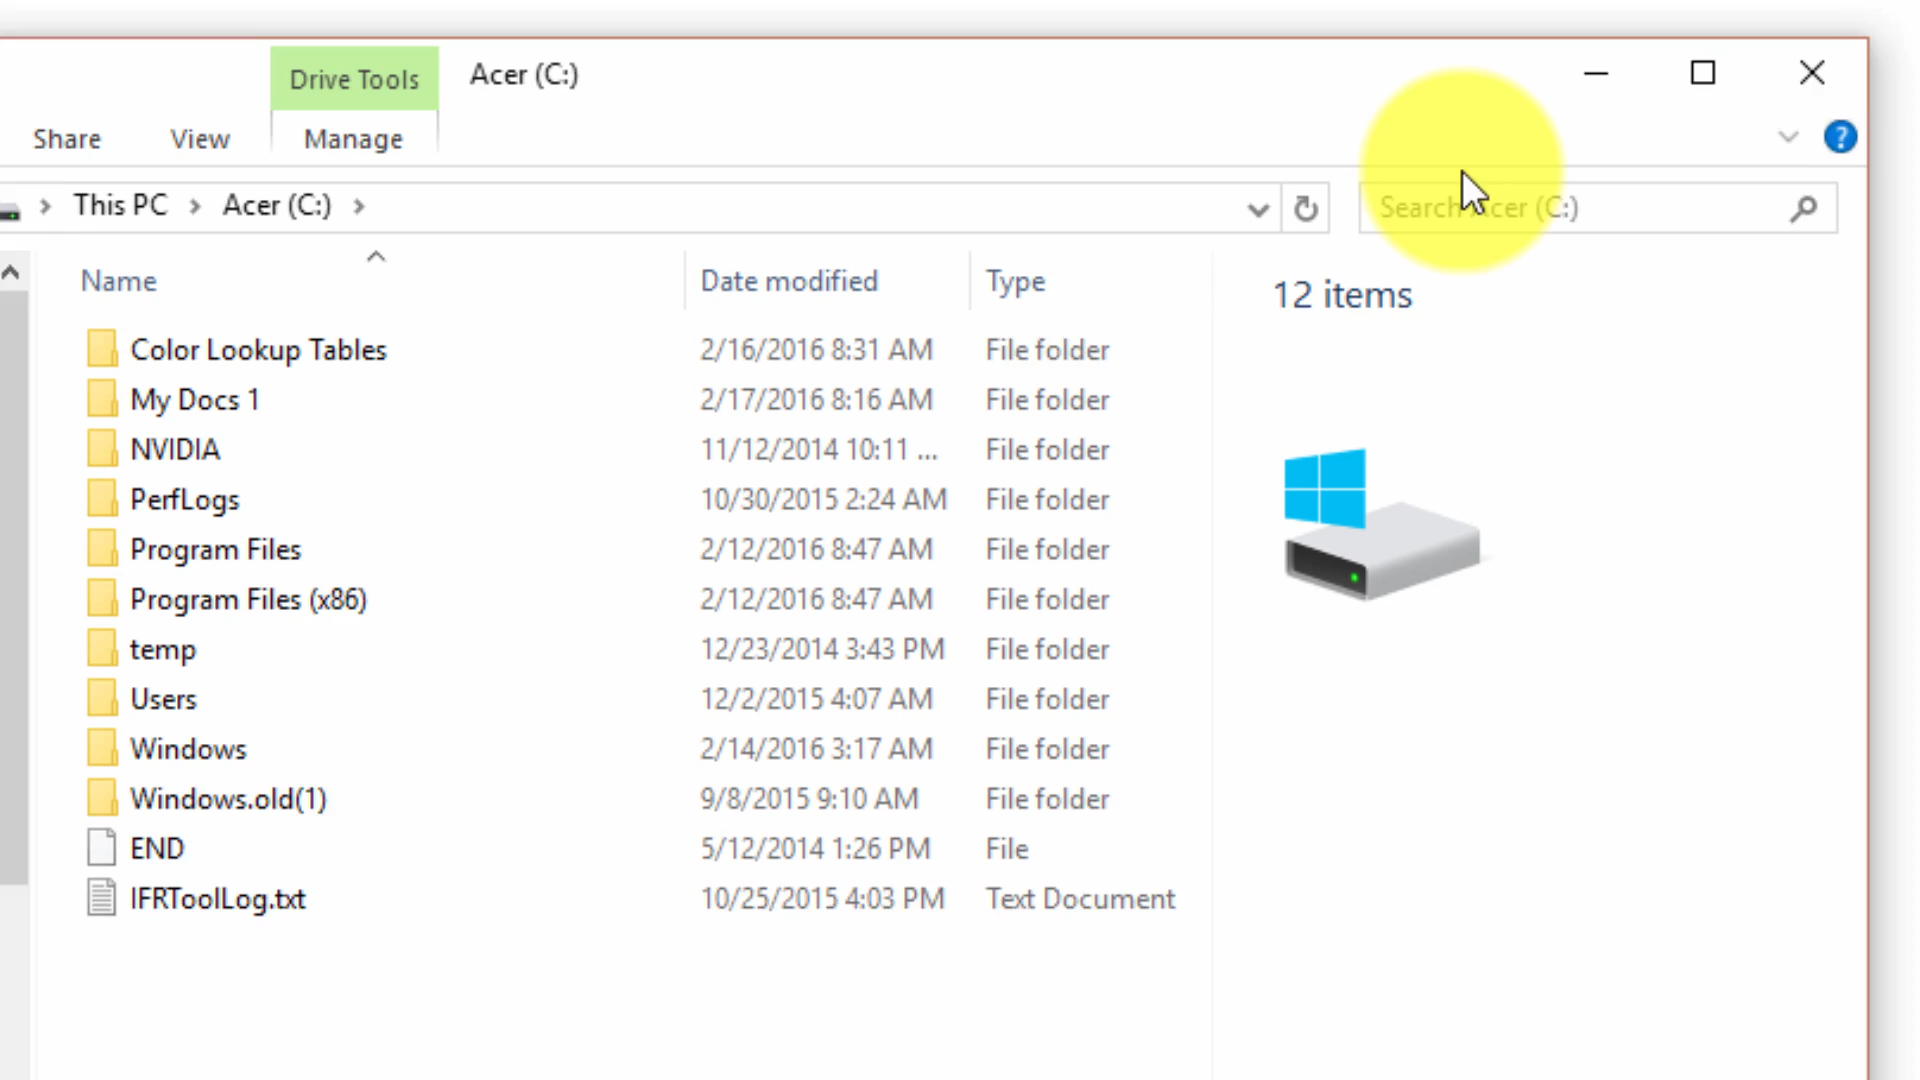 Drive Tools Acer (C:)
Share View Manage ?
This PC Acer (C:) Search Acer (C:)
Name Date modified Type
12 items
Color Lookup Tables 2/16/2016 8:31 AM File folder
My Docs 1 2/17/2016 8:16 AM File folder
NVIDIA 11/12/2014 10:11 ... File folder
PerfLogs 10/30/2015 2:24 AM File folder
Program Files 2/12/2016 8:47 AM File folder
Program Files (x86) 2/12/2016 8:47 AM File folder
temp 12/23/2014 3:43 PM File folder
Users 12/2/2015 4:07 AM File folder
Windows 2/14/2016 3:17 AM File folder
Windows.old(1) 9/8/2015 9:10 AM File folder
END 5/12/2014 1:26 PM File
IFRToolLog.txt 10/25/2015 4:03 PM Text Document